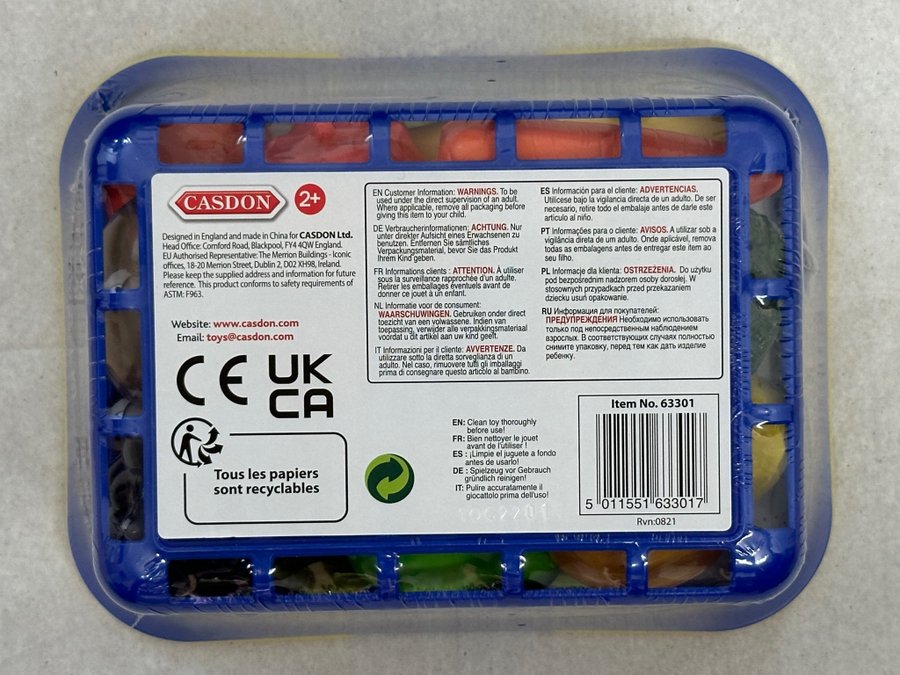 CASDON
2+
Designed in England and made in China for CASDON Ltd.
Head Office: Cornford Road, Blackpool, FY4 4QW England.
EU Authorised Representative: The Merrion Buildings - Iconic
offices, 18-20 Merrion Street, Dublin 2, D02 XH98, Ireland.
Please keep the supplied address and information for future
reference. This product conforms to safety requirements of
ASTM: F963.
Website: www.casdon.com
Email: toys@casdon.com
CE
UK
CA
Tous les papiers
sont recyclables
EN Customer Information: WARNINGS. To be
used under the direct supervision of an adult.
Where applicable, remove all packaging before
giving this item to your child.
DE Verbraucherinformationen: ACHTUNG. Nur
unter direkter Aufsicht eines Erwachsenen zu
benutzen. Entfernen Sie sämtliches
Verpackungsmaterial, bevor Sie das Produkt
Ihrem Kind geben.
FR Informations clients : ATTENTION. À utiliser
sous la surveillance rapprochée d'un adulte.
Retirer les emballages éventuels avant de
donner ce jouet à un enfant.
NL Informatie voor de consument:
WAARSCHUWINGEN. Gebruiken onder direct
toezicht van een volwassene. Indien van
toepassing, verwijder alle verpakkingsmateriaal
voordat u dit artikel aan uw kind geeft.
IT Informazioni per il cliente: AVVERTENZE. Da
utilizzare sotto la diretta sorveglianza di un
adulto. Nel caso, rimuovere tutti gli imballaggi
prima di consegnare questo articolo al bambino.
ES Información para el cliente: ADVERTENCIAS.
Utilícese bajo la vigilancia directa de un adulto. De ser
necesario, retire todo el embalaje antes de darle este
artículo al niño.
PT Informações para o cliente: AVISOS. A utilizar sob a
vigilância direta de um adulto. Onde aplicável, remova
todas as embalagens antes de entregar este item ao
seu filho.
PL Informacje dla klienta: OSTRZEŻENIA. Do użytku
pod bezpośrednim nadzorem osoby dorosłej. W
stosownych przypadkach przed przekazaniem
dziecku usuń opakowanie.
RU Информация для покупателей:
ПРЕДУПРЕЖДЕНИЯ Необходимо использовать
только под непосредственным наблюдением
взрослых. В соответствующих случаях полностью
снимите упаковку, перед тем как дать изделие
ребенку.
EN: Clean toy thoroughly
before use!
FR: Bien nettoyer le jouet
avant de l'utiliser !
ES : ¡Limpie el juguete a fondo
antes de usarlo!
DE : Spielzeug vor Gebrauch
gründlich reinigen!
IT: Pulire accuratamente il
giocattolo prima dell'uso!
Item No. 63301
5 011551 633017
Rvn:0821